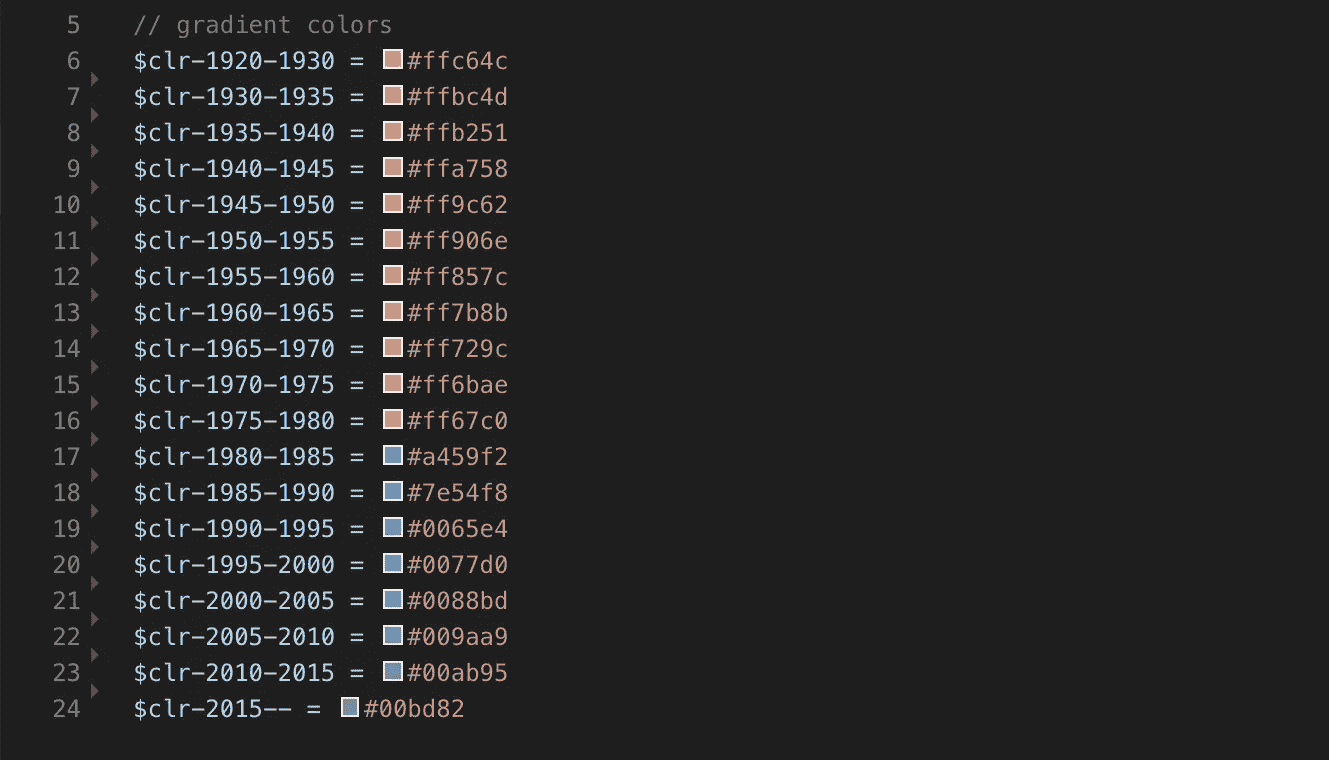 5 // gradient colors
6 $clr-1920-1930 = #ffc64c
7 $clr-1930-1935 = #ffbc4d
8 $clr-1935-1940 = #ffb251
9 $clr-1940-1945 = #ffa758
10 $clr-1945-1950 = #ff9c62
11 $clr-1950-1955 = #ff906e
12 $clr-1955-1960 = #ff857c
13 $clr-1960-1965 = #ff7b8b
14 $clr-1965-1970 = #ff729c
15 $clr-1970-1975 = #ff6bae
16 $clr-1975-1980 = #ff67c0
17 $clr-1980-1985 = #a459f2
18 $clr-1985-1990 = #7e54f8
19 $clr-1990-1995 = #0065e4
20 $clr-1995-2000 = #0077d0
21 $clr-2000-2005 = #0088bd
22 $clr-2005-2010 = #009aa9
23 $clr-2010-2015 = #00ab95
24 $clr-2015-- = #00bd82